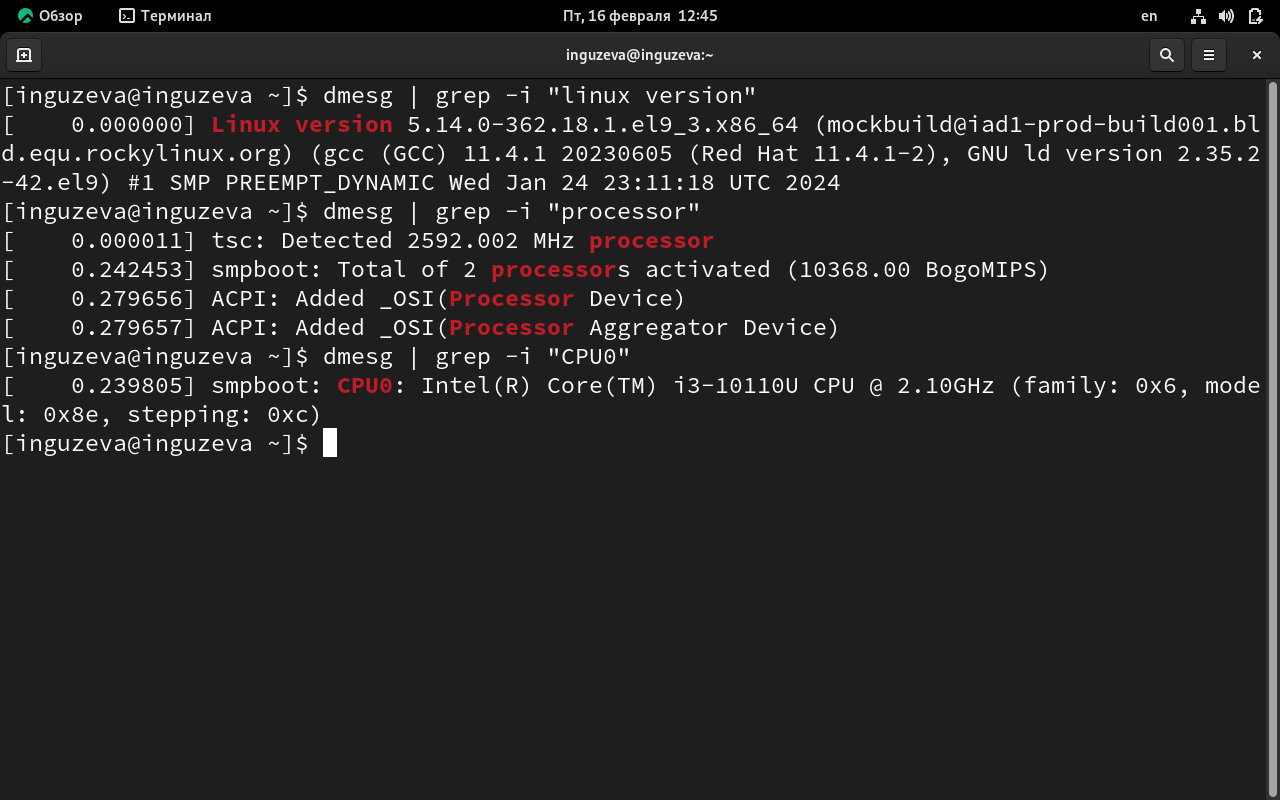 Обзор Терминал Пт, 16 февраля 12:45 en
inguzeva@inguzeva:~
[inguzeva@inguzeva ~]$ dmesg | grep -i "linux version"
[    0.000000] Linux version 5.14.0-362.18.1.el9_3.x86_64 (mockbuild@iad1-prod-build001.bl
d.equ.rockylinux.org) (gcc (GCC) 11.4.1 20230605 (Red Hat 11.4.1-2), GNU ld version 2.35.2
-42.el9) #1 SMP PREEMPT_DYNAMIC Wed Jan 24 23:11:18 UTC 2024
[inguzeva@inguzeva ~]$ dmesg | grep -i "processor"
[    0.000011] tsc: Detected 2592.002 MHz processor
[    0.242453] smpboot: Total of 2 processors activated (10368.00 BogoMIPS)
[    0.279656] ACPI: Added _OSI(Processor Device)
[    0.279657] ACPI: Added _OSI(Processor Aggregator Device)
[inguzeva@inguzeva ~]$ dmesg | grep -i "CPU0"
[    0.239805] smpboot: CPU0: Intel(R) Core(TM) i3-10110U CPU @ 2.10GHz (family: 0x6, mode
l: 0x8e, stepping: 0xc)
[inguzeva@inguzeva ~]$